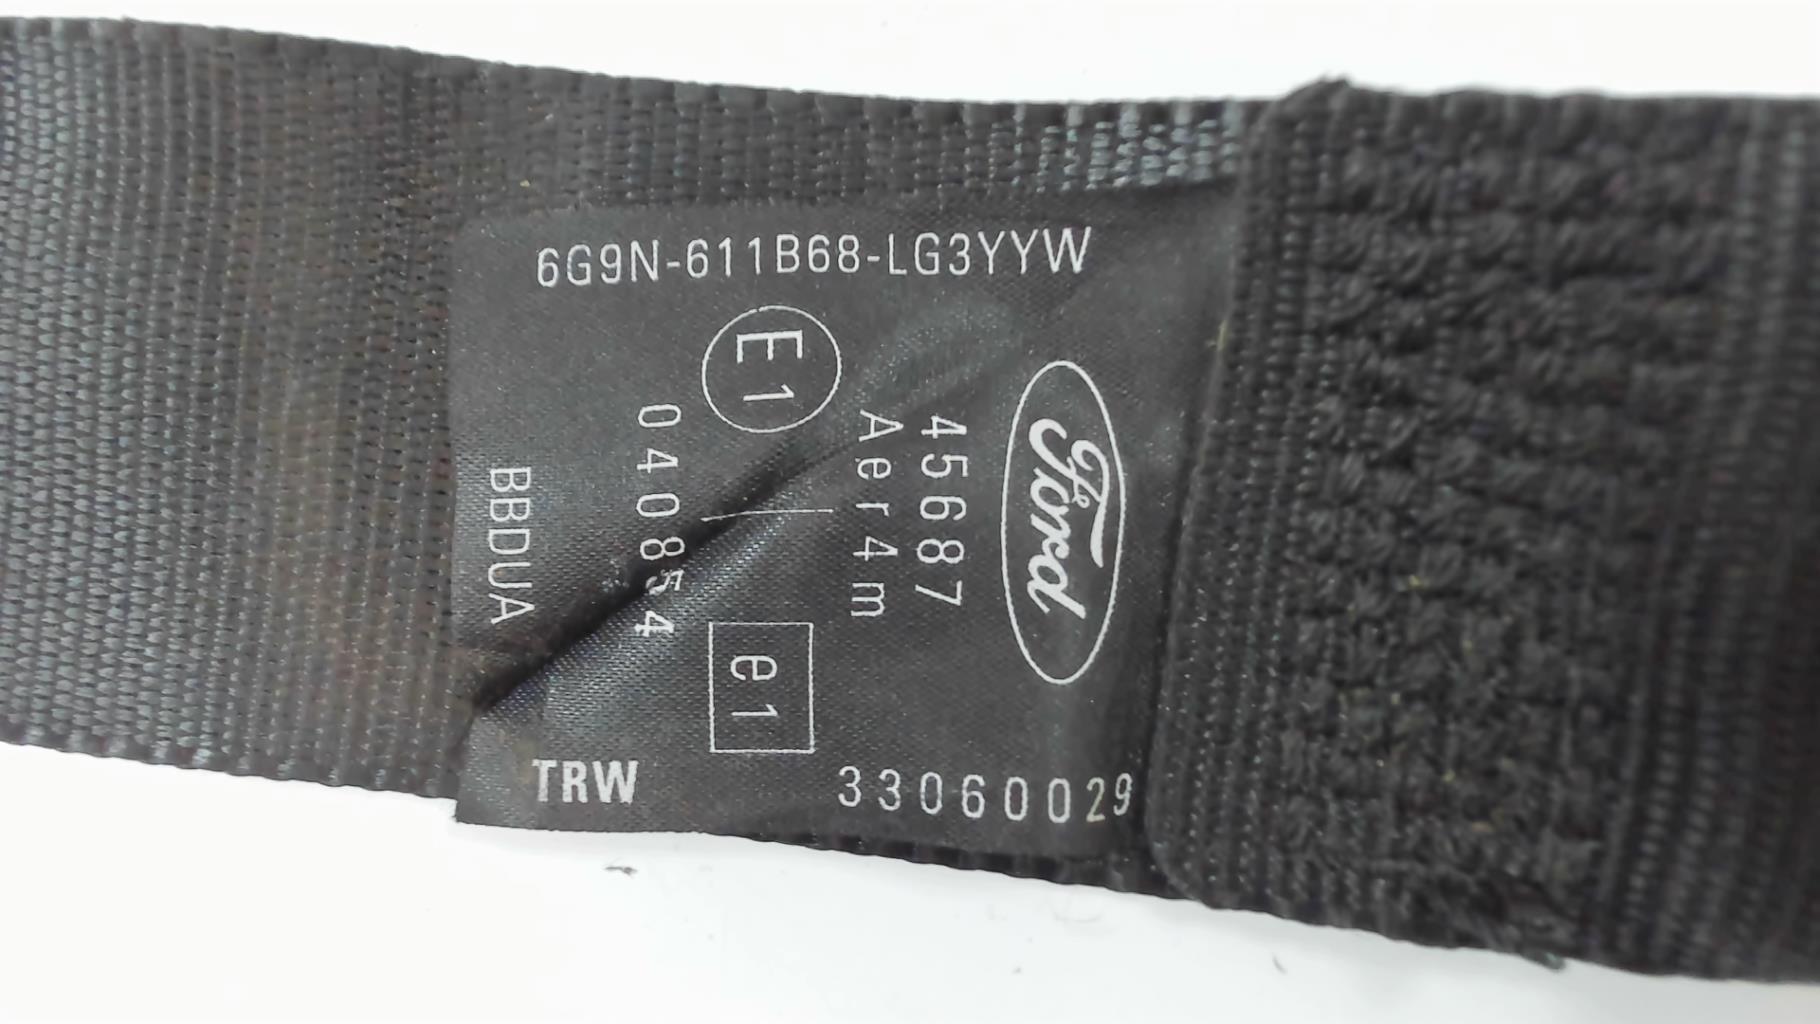 6G9N-611B68-LG3YYW
Ford
45687
Aer4m
E1
e1
040854
BBDUA
TRW
33060029